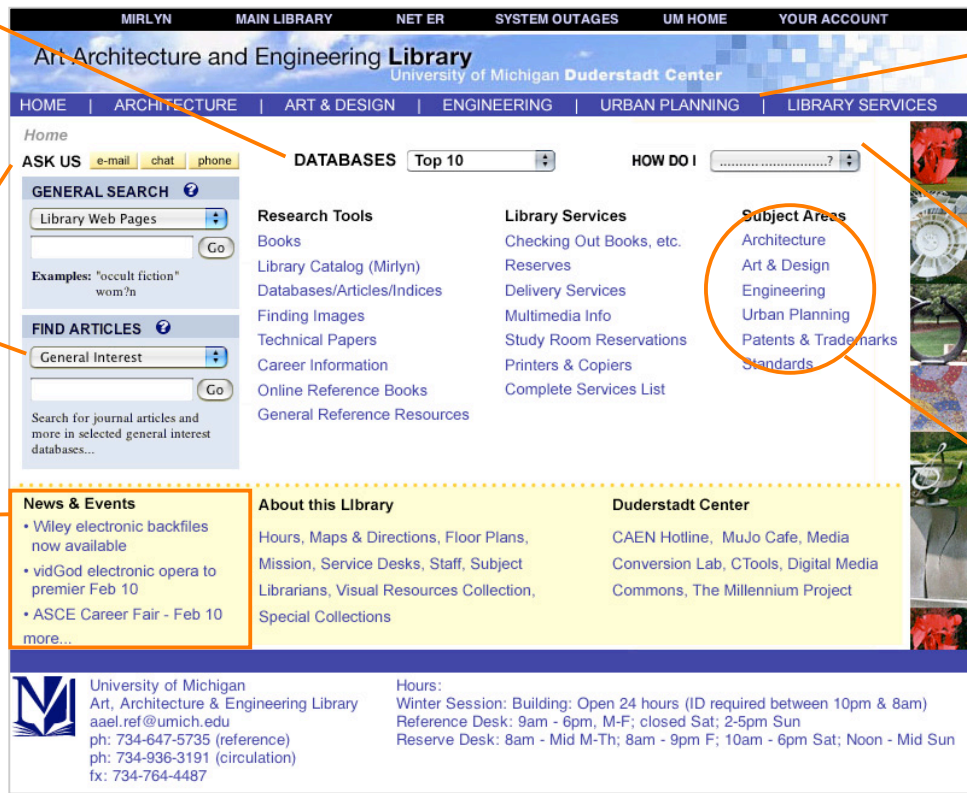 MIRLYN MAIN LIBRARY NET ER SYSTEM OUTAGES UM HOME YOUR ACCOUNT
Art Architecture and Engineering Library
University of Michigan Duderstadt Center
HOME | ARCHITECTURE | ART & DESIGN | ENGINEERING | URBAN PLANNING | LIBRARY SERVICES
Home
ASK US e-mail chat phone
DATABASES Top 10
HOW DO I ..............................?
GENERAL SEARCH ?
Library Web Pages
Go
Examples: "occult fiction"
wom?n
FIND ARTICLES ?
General Interest
Go
Search for journal articles and
more in selected general interest
databases...
Research Tools
Books
Library Catalog (Mirlyn)
Databases/Articles/Indices
Finding Images
Technical Papers
Career Information
Online Reference Books
General Reference Resources
Library Services
Checking Out Books, etc.
Reserves
Delivery Services
Multimedia Info
Study Room Reservations
Printers & Copiers
Complete Services List
Subject Areas
Architecture
Art & Design
Engineering
Urban Planning
Patents & Trademarks
Standards
News & Events
• Wiley electronic backfiles
now available
• vidGod electronic opera to
premier Feb 10
• ASCE Career Fair - Feb 10
more...
About this Library
Hours, Maps & Directions, Floor Plans,
Mission, Service Desks, Staff, Subject
Librarians, Visual Resources Collection,
Special Collections
Duderstadt Center
CAEN Hotline, MuJo Cafe, Media
Conversion Lab, CTools, Digital Media
Commons, The Millennium Project
University of Michigan
Art, Architecture & Engineering Library
aael.ref@umich.edu
ph: 734-647-5735 (reference)
ph: 734-936-3191 (circulation)
fx: 734-764-4487
Hours:
Winter Session: Building: Open 24 hours (ID required between 10pm & 8am)
Reference Desk: 9am - 6pm, M-F; closed Sat; 2-5pm Sun
Reserve Desk: 8am - Mid M-Th; 8am - 9pm F; 10am - 6pm Sat; Noon - Mid Sun